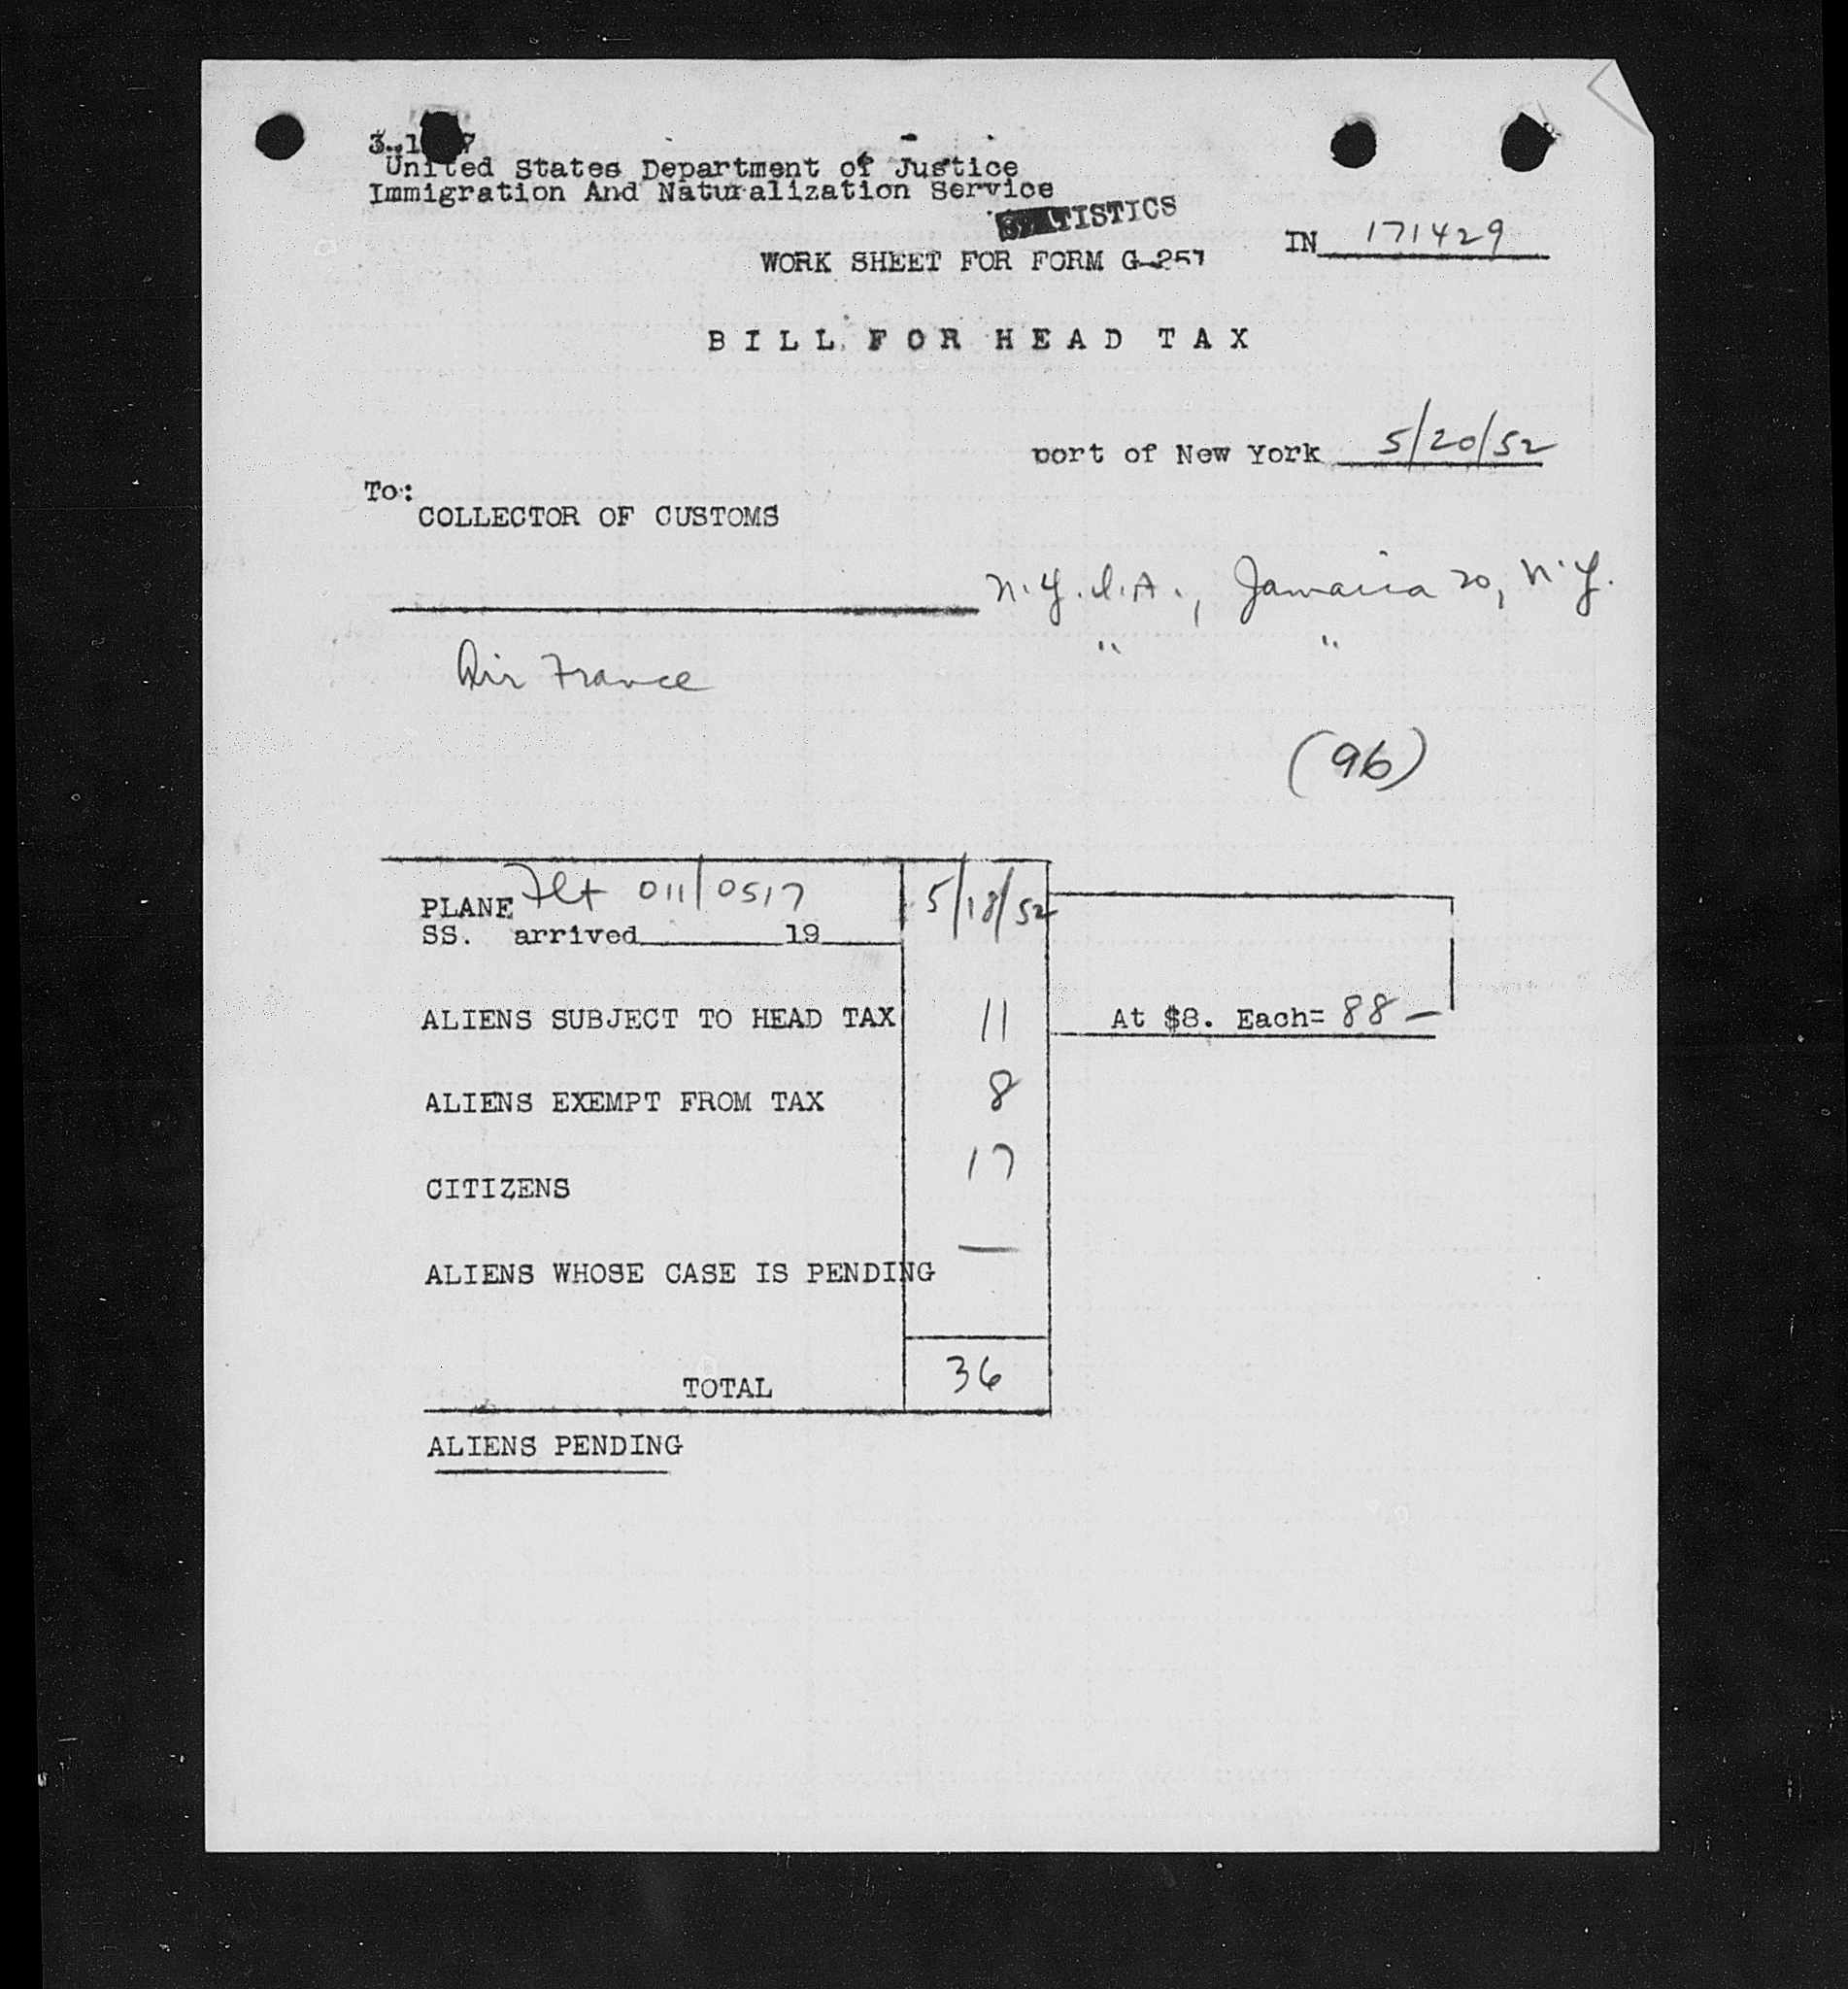 United States Department of Justice
Immigration And Naturalization Service
STATISTICS
WORK SHEET FOR FORM G-257
IN 171429
BILL FOR HEAD TAX
port of New York 5/20/52
To:
COLLECTOR OF CUSTOMS
N.Y.I.A., Jamaica 20, N.Y.
" "
Air France
(96)
PLANE Flt 011/0517 5/18/52
SS. arrived 19
ALIENS SUBJECT TO HEAD TAX 11 At $8. Each= 88 —
ALIENS EXEMPT FROM TAX 8
CITIZENS 17
ALIENS WHOSE CASE IS PENDING —
TOTAL 36
ALIENS PENDING